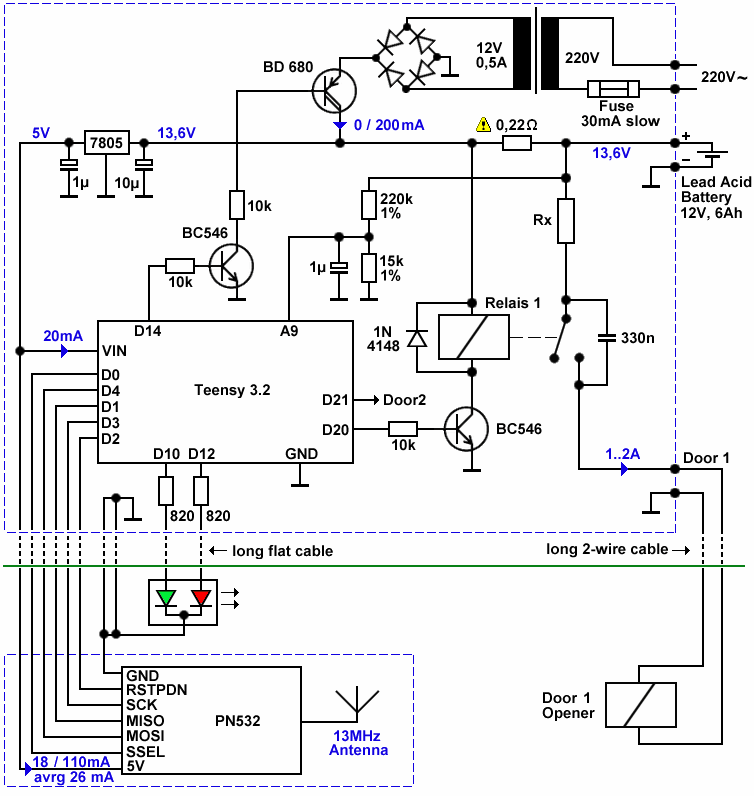 12V
0,5A
220V
BD 680
220V~
Fuse
30mA slow
0 / 200mA
5V
7805
13,6V
0,22Ω
13,6V
+
−
1µ
10µ
Lead Acid
Battery
12V, 6Ah
220k
1%
10k
Rx
BC546
1µ
15k
1%
10k
Relais 1
D14
A9
20mA
1N
4148
330n
VIN
D0
D4
D1
D3
D2
Teensy 3.2
D21
Door2
D20
BC546
10k
D10
D12
GND
1..2A
Door 1
820
820
long flat cable
long 2-wire cable
GND
RSTPDN
SCK
MISO
MOSI
SSEL
5V
PN532
13MHz
Antenna
Door 1
Opener
18 / 110mA
avrg 26 mA